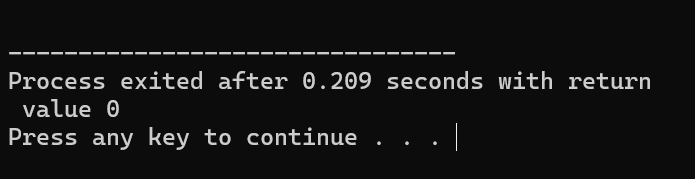 --------------------------------
Process exited after 0.209 seconds with return
 value 0
Press any key to continue . . .